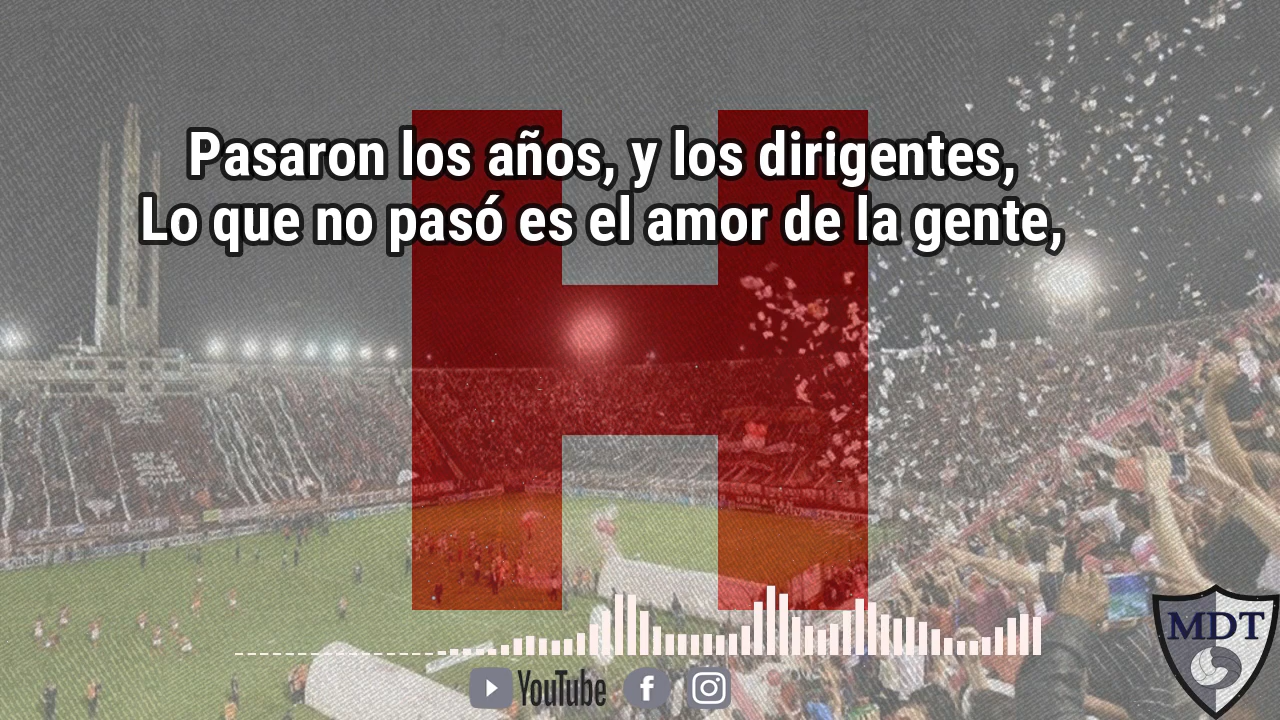 Pasaron los años, y los dirigentes,
Lo que no pasó es el amor de la gente,
H
YouTube
MDT